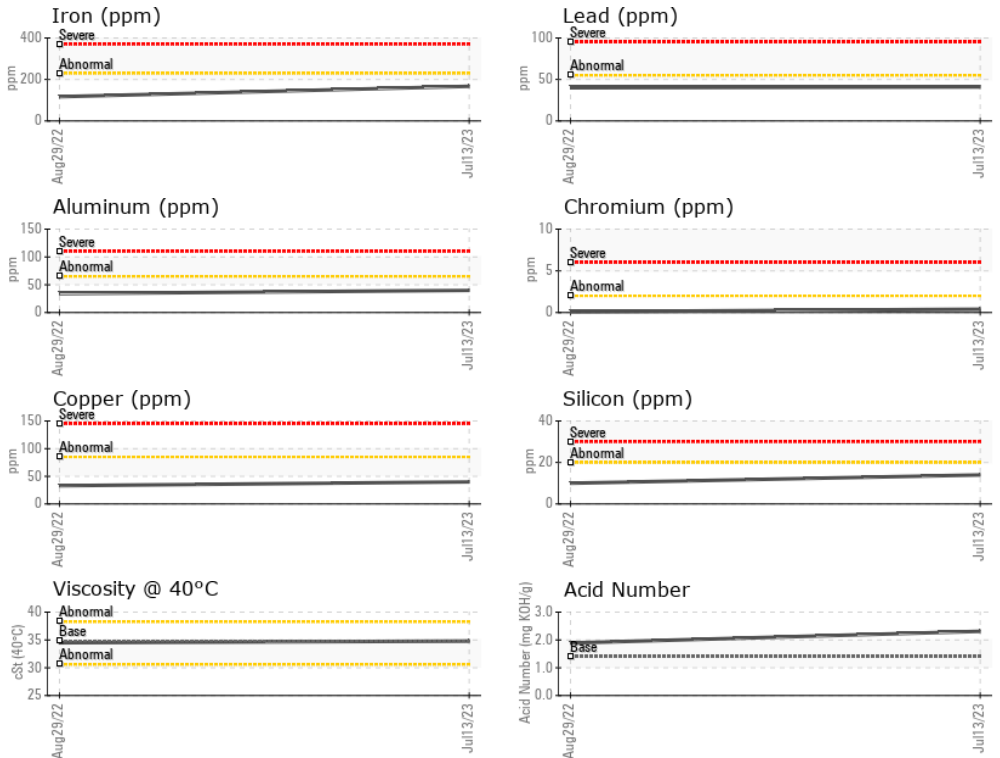 Iron (ppm)
400
200
0
ppm
Severe
Abnormal
Aug29/22
Jul13/23
Lead (ppm)
100
50
0
ppm
Severe
Abnormal
Aug29/22
Jul13/23
Aluminum (ppm)
150
100
50
0
ppm
Severe
Abnormal
Aug29/22
Jul13/23
Chromium (ppm)
10
5
0
ppm
Severe
Abnormal
Aug29/22
Jul13/23
Copper (ppm)
150
100
50
0
ppm
Severe
Abnormal
Aug29/22
Jul13/23
Silicon (ppm)
40
20
0
ppm
Severe
Abnormal
Aug29/22
Jul13/23
Viscosity @ 40°C
40
35
30
25
cSt (40°C)
Abnormal
Base
Abnormal
Aug29/22
Jul13/23
Acid Number
3.0
2.0
1.0
0.0
Acid Number (mg KOH/g)
Base
Aug29/22
Jul13/23